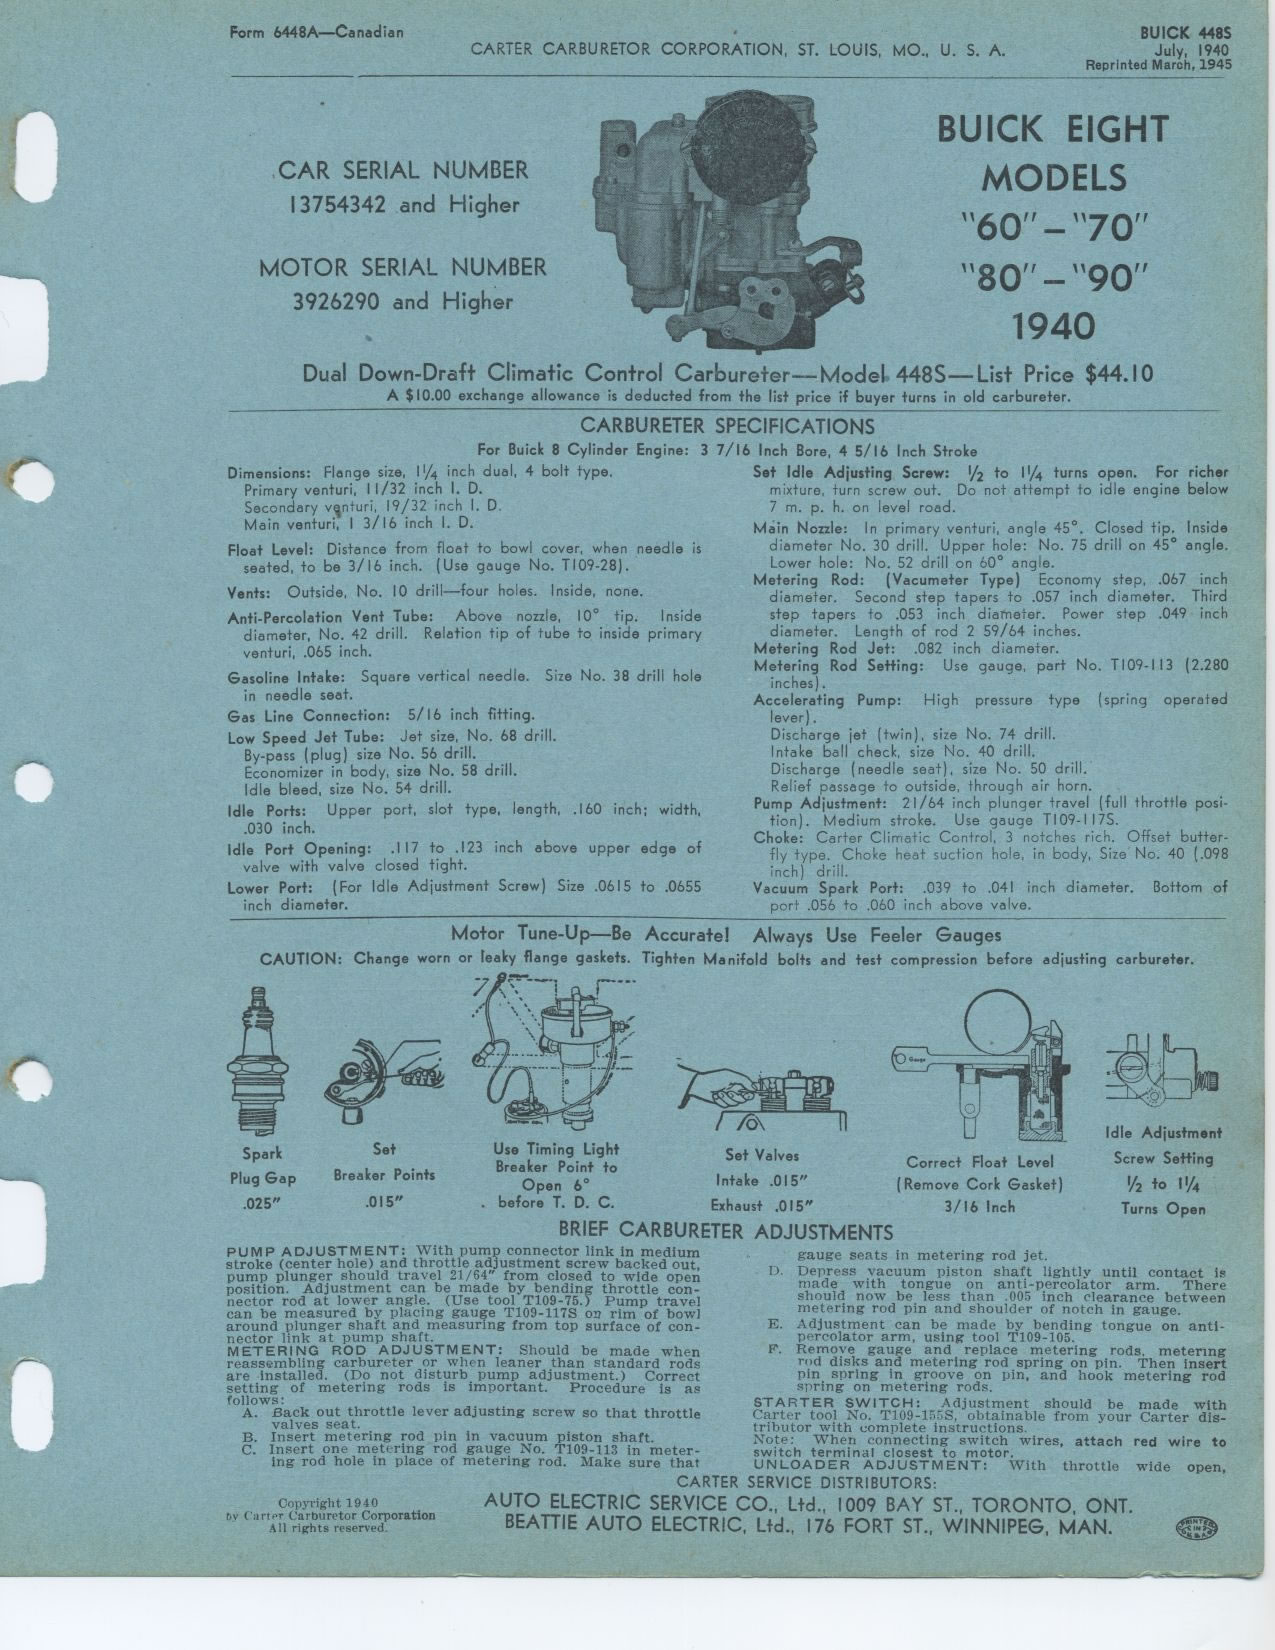 Form 6448A—Canadian
CARTER CARBURETOR CORPORATION, ST. LOUIS, MO., U. S. A.
BUICK 448S
July, 1940
Reprinted March, 1945
CAR SERIAL NUMBER
13754342 and Higher
MOTOR SERIAL NUMBER
3926290 and Higher
BUICK EIGHT
MODELS
"60"—"70"
"80"—"90"
1940
Dual Down-Draft Climatic Control Carbureter—Model 448S—List Price $44.10
A $10.00 exchange allowance is deducted from the list price if buyer turns in old carbureter.
CARBURETER SPECIFICATIONS
For Buick 8 Cylinder Engine: 3 7/16 Inch Bore, 4 5/16 Inch Stroke
Dimensions: Flange size, 1¼ inch dual, 4 bolt type.
Primary venturi, 11/32 inch I. D.
Secondary venturi, 19/32 inch I. D.
Main venturi, 1 3/16 inch I. D.
Float Level: Distance from float to bowl cover, when needle is
seated, to be 3/16 inch. (Use gauge No. T109-28).
Vents: Outside, No. 10 drill—four holes. Inside, none.
Anti-Percolation Vent Tube: Above nozzle, 10° tip. Inside
diameter, No. 42 drill. Relation tip of tube to inside primary
venturi, .065 inch.
Gasoline Intake: Square vertical needle. Size No. 38 drill hole
in needle seat.
Gas Line Connection: 5/16 inch fitting.
Low Speed Jet Tube: Jet size, No. 68 drill.
By-pass (plug) size No. 56 drill.
Economizer in body, size No. 58 drill.
Idle bleed, size No. 54 drill.
Idle Ports: Upper port, slot type, length, .160 inch; width,
.030 inch.
Idle Port Opening: .117 to .123 inch above upper edge of
valve with valve closed tight.
Lower Port: (For Idle Adjustment Screw) Size .0615 to .0655
inch diameter.
Set Idle Adjusting Screw: ½ to 1¼ turns open. For richer
mixture, turn screw out. Do not attempt to idle engine below
7 m. p. h. on level road.
Main Nozzle: In primary venturi, angle 45°. Closed tip. Inside
diameter No. 30 drill. Upper hole: No. 75 drill on 45° angle.
Lower hole: No. 52 drill on 60° angle.
Metering Rod: (Vacumeter Type) Economy step, .067 inch
diameter. Second step tapers to .057 inch diameter. Third
step tapers to .053 inch diameter. Power step .049 inch
diameter. Length of rod 2 59/64 inches.
Metering Rod Jet: .082 inch diameter.
Metering Rod Setting: Use gauge, part No. T109-113 (2.280
inches).
Accelerating Pump: High pressure type (spring operated
lever).
Discharge jet (twin), size No. 74 drill.
Intake ball check, size No. 40 drill.
Discharge (needle seat), size No. 50 drill.
Relief passage to outside, through air horn.
Pump Adjustment: 21/64 inch plunger travel (full throttle posi-
tion). Medium stroke. Use gauge T109-117S.
Choke: Carter Climatic Control, 3 notches rich. Offset butter-
fly type. Choke heat suction hole, in body, Size No. 40 (.098
inch) drill.
Vacuum Spark Port: .039 to .041 inch diameter. Bottom of
port .056 to .060 inch above valve.
Motor Tune-Up—Be Accurate! Always Use Feeler Gauges
CAUTION: Change worn or leaky flange gaskets. Tighten Manifold bolts and test compression before adjusting carbureter.
Gauge
Spark
Plug Gap
.025"
Set
Breaker Points
.015"
Use Timing Light
Breaker Point to
Open 6°
before T. D. C.
Set Valves
Intake .015"
Exhaust .015"
Correct Float Level
(Remove Cork Gasket)
3/16 Inch
Idle Adjustment
Screw Setting
½ to 1¼
Turns Open
BRIEF CARBURETER ADJUSTMENTS
PUMP ADJUSTMENT: With pump connector link in medium
stroke (center hole) and throttle adjustment screw backed out,
pump plunger should travel 21/64" from closed to wide open
position. Adjustment can be made by bending throttle con-
nector rod at lower angle. (Use tool T109-75.) Pump travel
can be measured by placing gauge T109-117S on rim of bowl
around plunger shaft and measuring from top surface of con-
nector link at pump shaft.
METERING ROD ADJUSTMENT: Should be made when
reassembling carbureter or when leaner than standard rods
are installed. (Do not disturb pump adjustment.) Correct
setting of metering rods is important. Procedure is as
follows:
A. Back out throttle lever adjusting screw so that throttle
valves seat.
B. Insert metering rod pin in vacuum piston shaft.
C. Insert one metering rod gauge No. T109-113 in meter-
ing rod hole in place of metering rod. Make sure that
gauge seats in metering rod jet.
D. Depress vacuum piston shaft lightly until contact is
made with tongue on anti-percolator arm. There
should now be less than .005 inch clearance between
metering rod pin and shoulder of notch in gauge.
E. Adjustment can be made by bending tongue on anti-
percolator arm, using tool T109-105.
F. Remove gauge and replace metering rods, metering
rod disks and metering rod spring on pin. Then insert
pin spring in groove on pin, and hook metering rod
spring on metering rods.
STARTER SWITCH: Adjustment should be made with
Carter tool No. T109-155S, obtainable from your Carter dis-
tributor with complete instructions.
Note: When connecting switch wires, attach red wire to
switch terminal closest to motor.
UNLOADER ADJUSTMENT: With throttle wide open,
CARTER SERVICE DISTRIBUTORS:
Copyright 1940
by Carter Carburetor Corporation
All rights reserved.
AUTO ELECTRIC SERVICE CO., Ltd., 1009 BAY ST., TORONTO, ONT.
BEATTIE AUTO ELECTRIC, Ltd., 176 FORT ST., WINNIPEG, MAN.
PRINTED
IN
U.S.A.